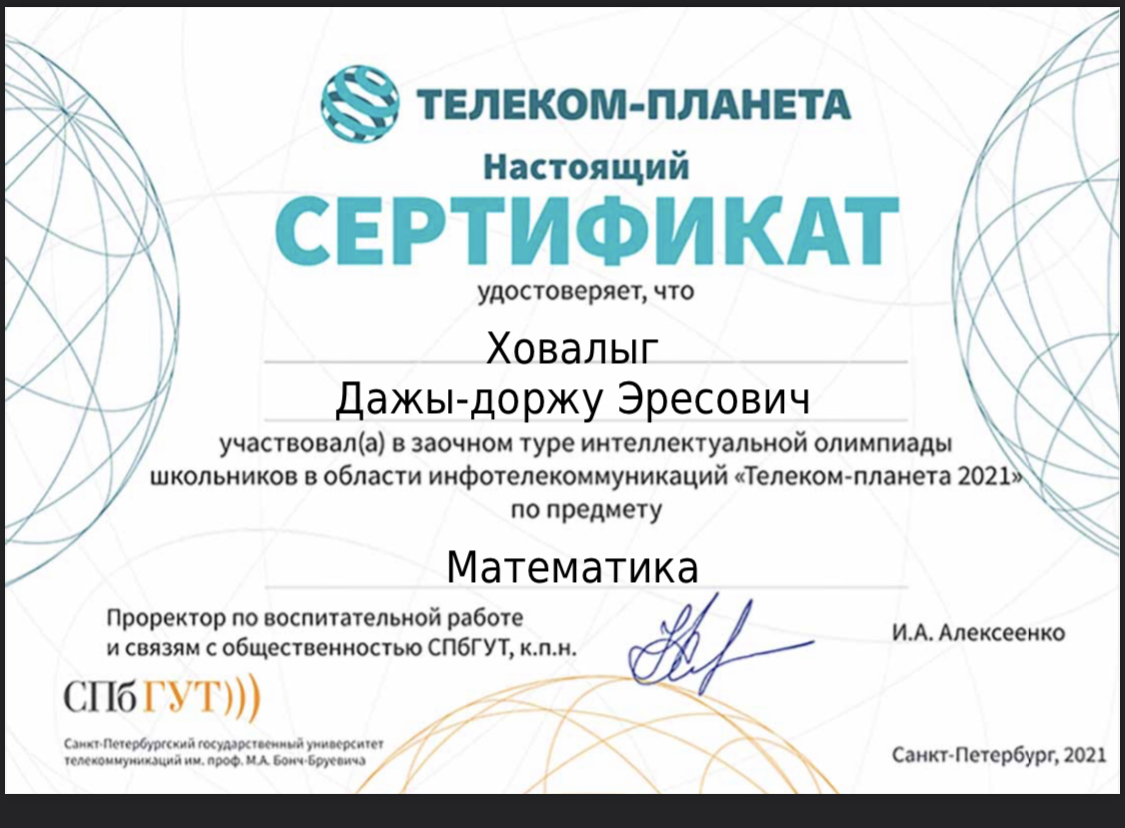 ТЕЛЕКОМ-ПЛАНЕТА
Настоящий
СЕРТИФИКАТ
удостоверяет, что
Ховалыг
Дажы-доржу Эресович
участвовал(а) в заочном туре интеллектуальной олимпиады
школьников в области инфотелекоммуникаций «Телеком-планета 2021»
по предмету
Математика
Проректор по воспитательной работе
и связям с общественностью СПбГУТ, к.п.н.
И.А. Алексеенко
СПбГУТ)))
Санкт-Петербургский государственный университет
телекоммуникаций им. проф. М.А. Бонч-Бруевича
Санкт-Петербург, 2021